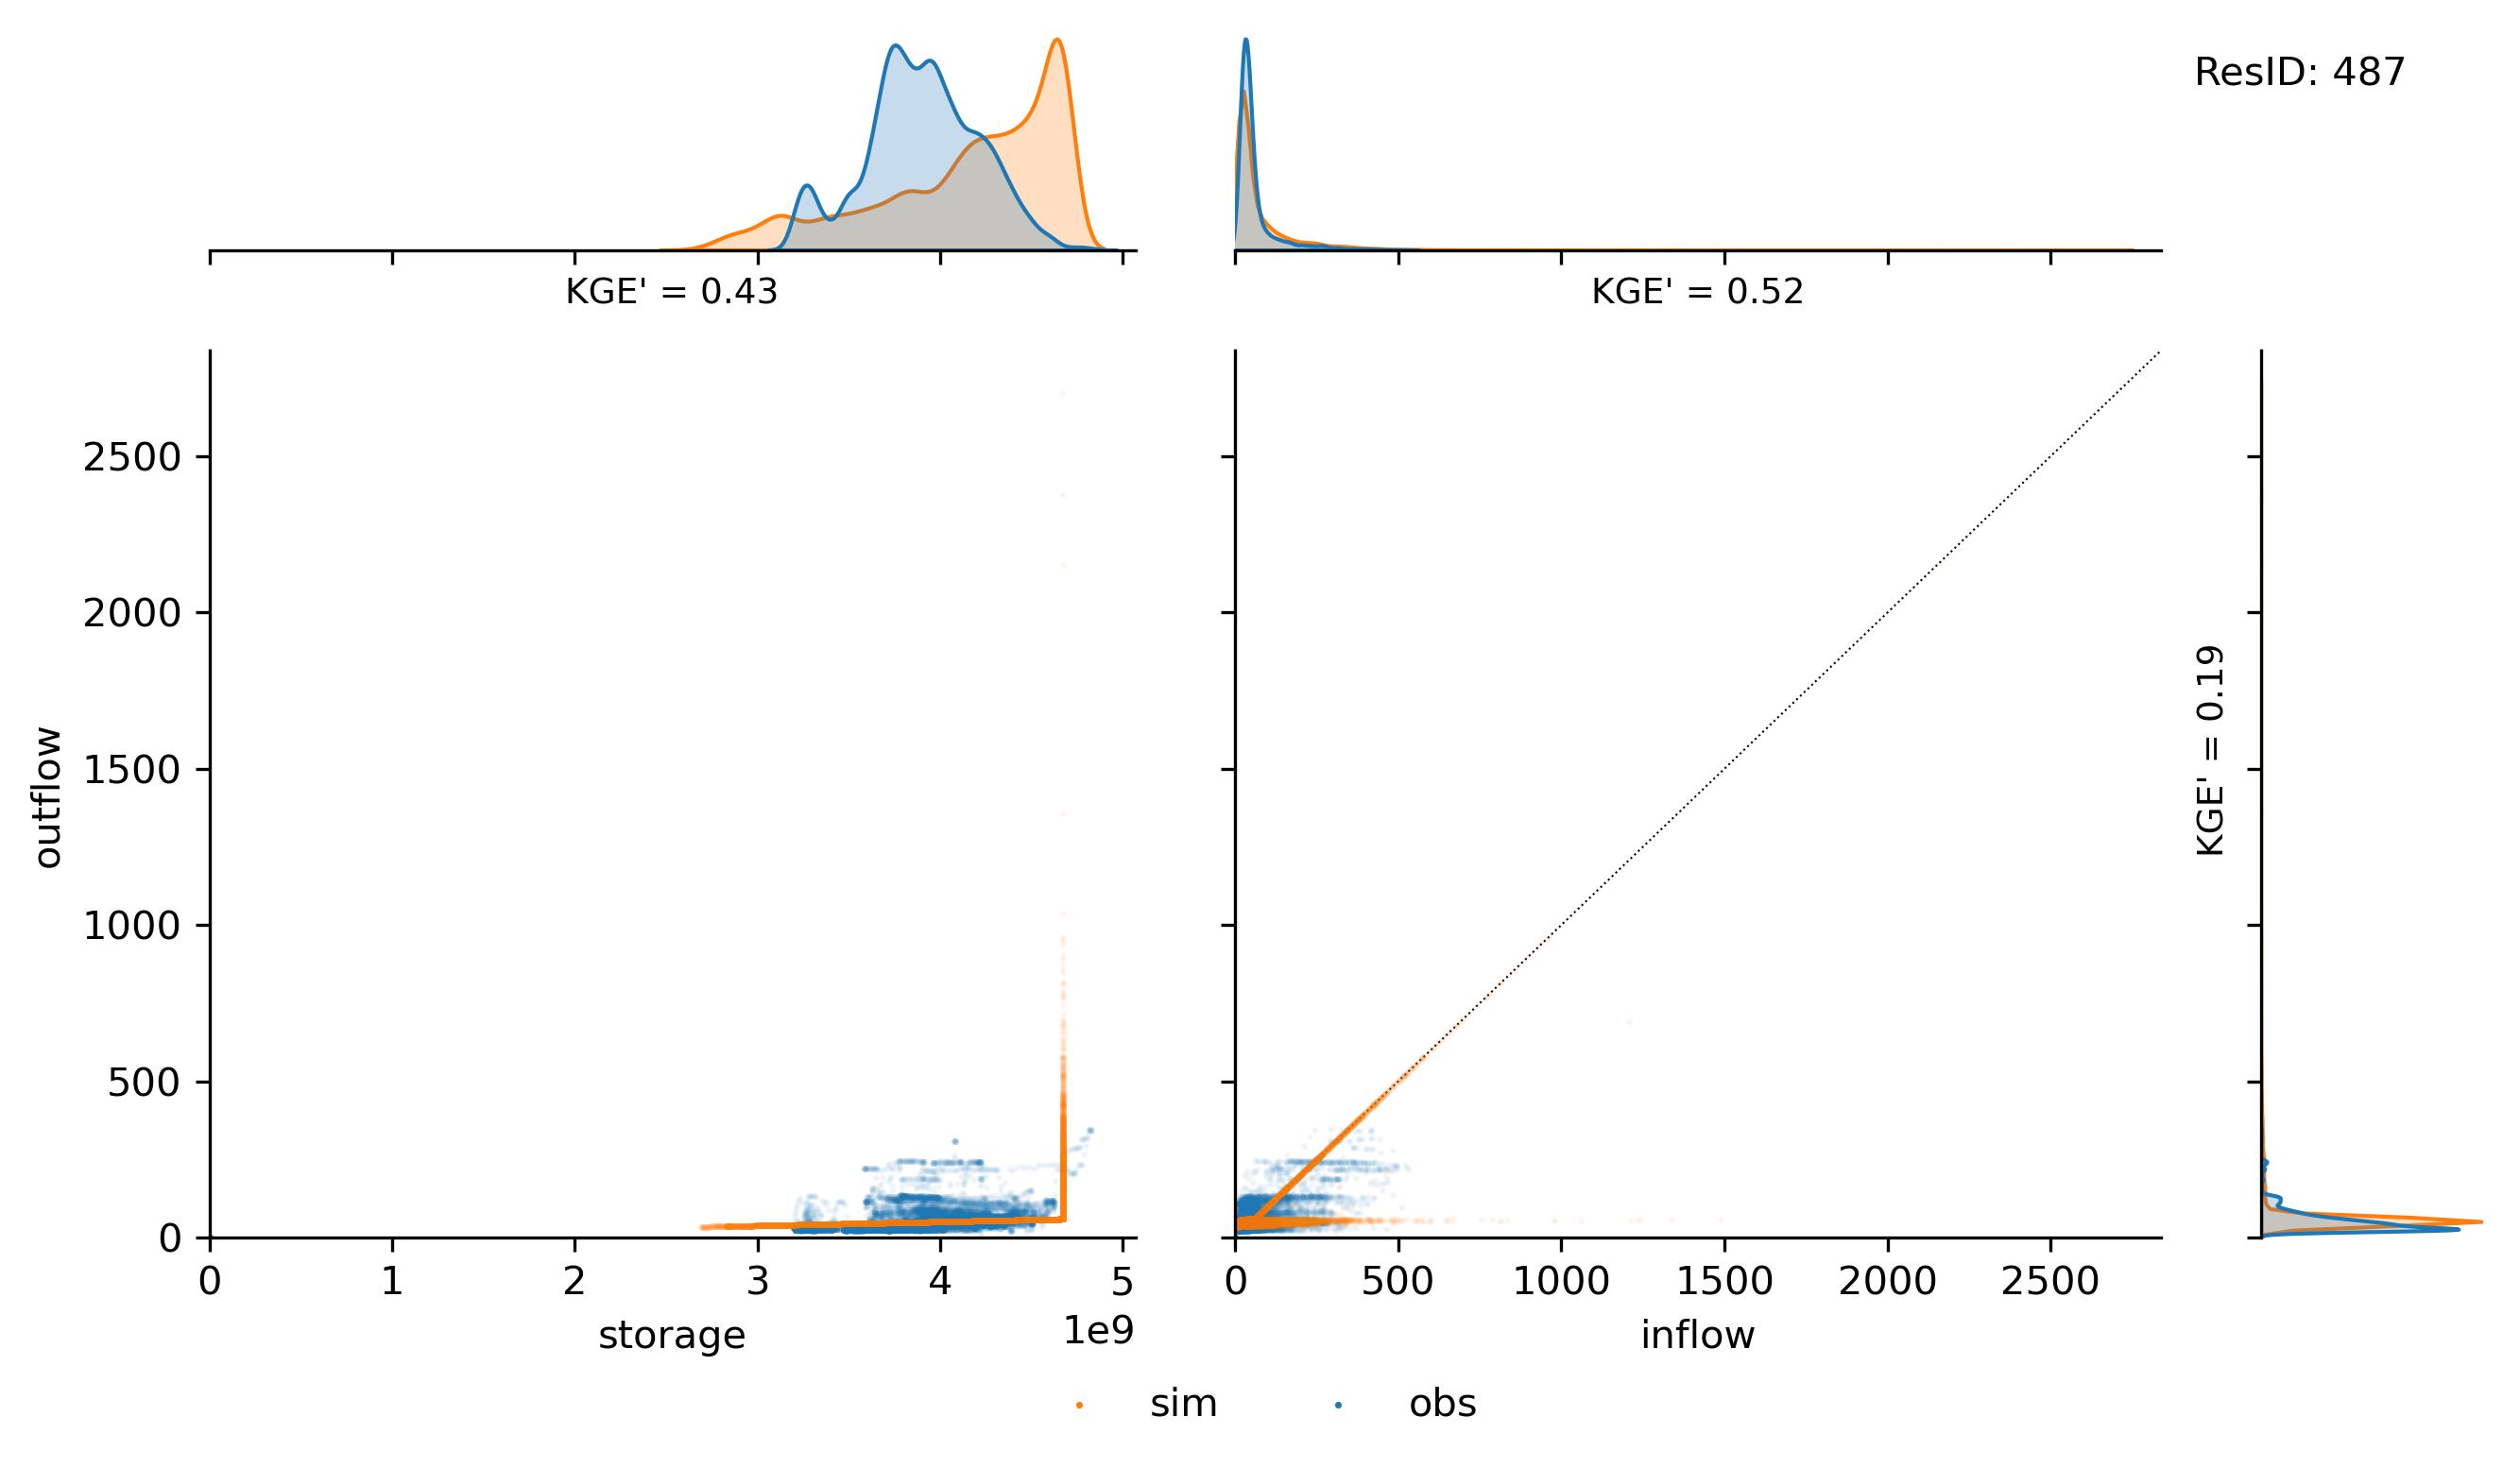 ResID: 487
KGE' = 0.43
KGE' = 0.52
2500
2000
1500
1000
500
0
outflow
KGE' = 0.19
0 1 2 3 4 5
1e9
storage
0 500 1000 1500 2000 2500
inflow
sim obs